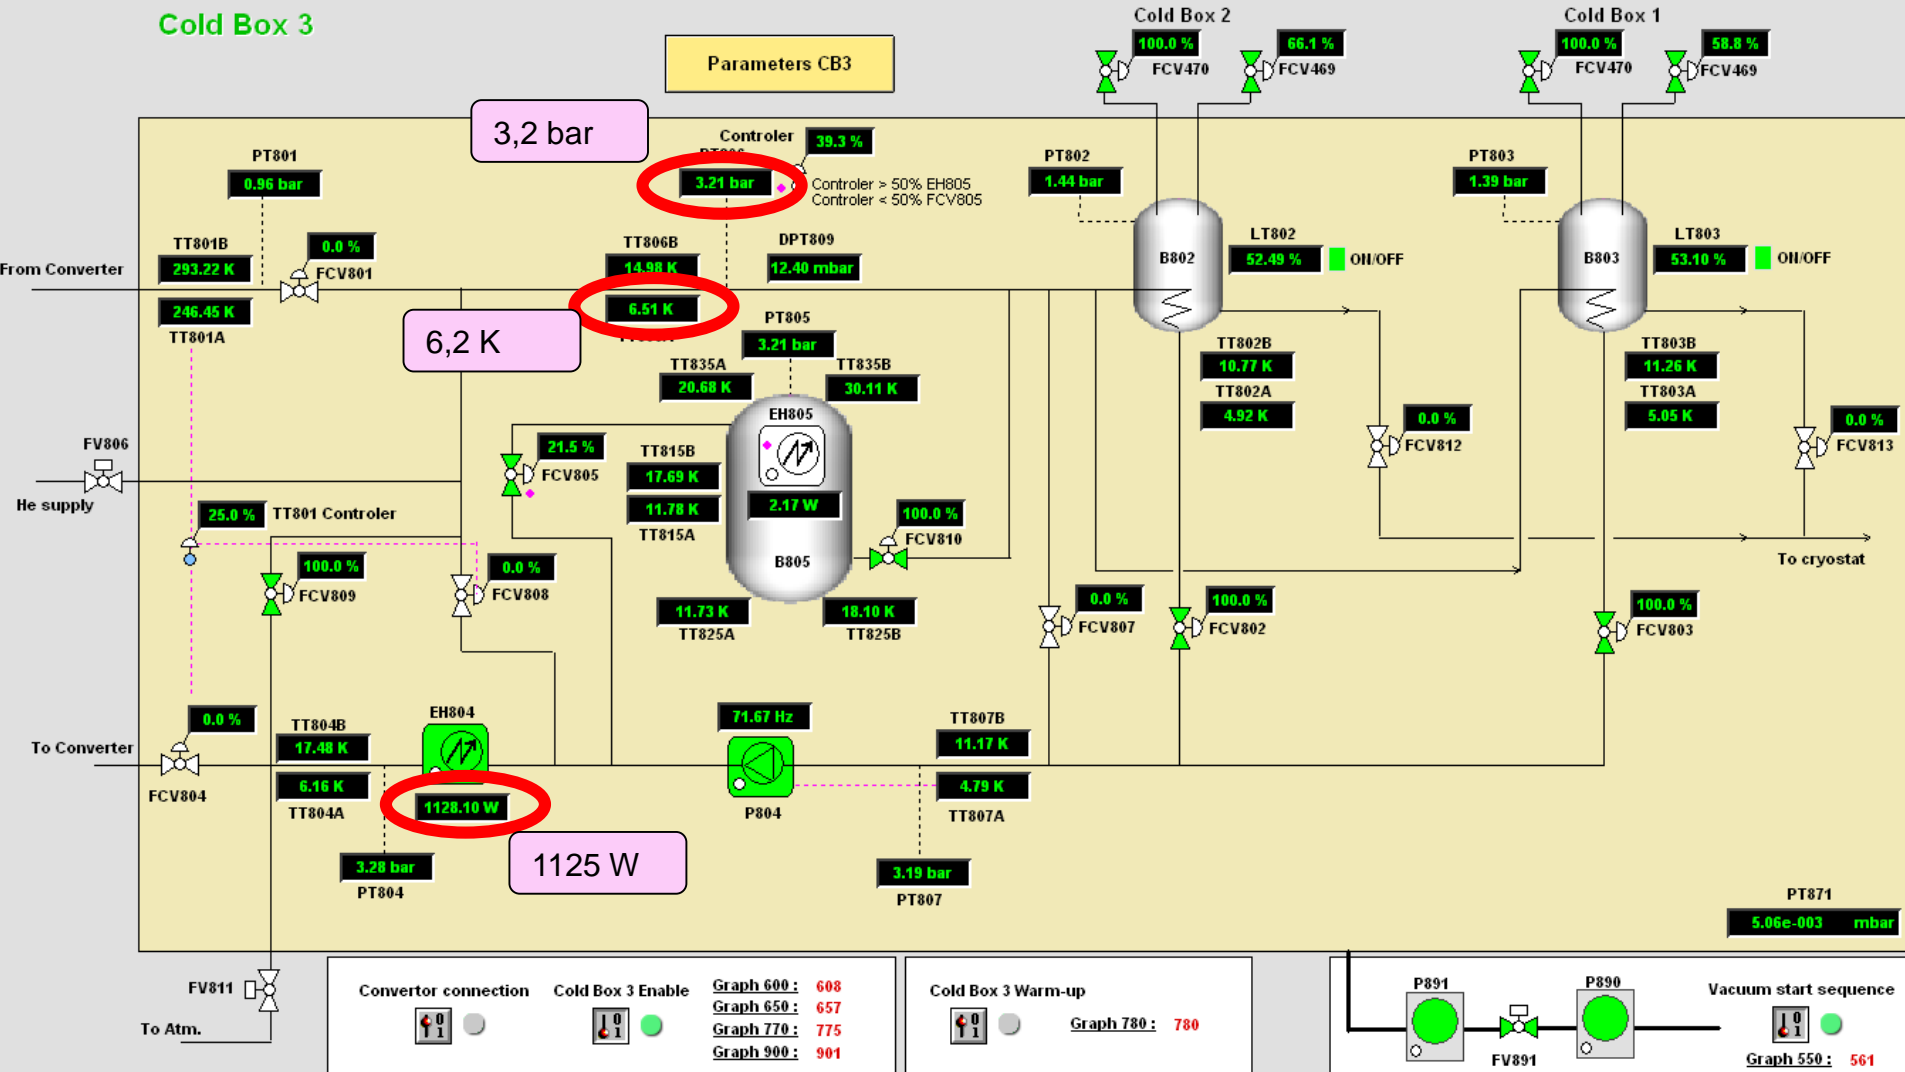 Cold Box 3
Parameters CB3
Cold Box 2
Cold Box 1
100.0 %
FCV470
66.1 %
FCV469
100.0 %
FCV470
58.8 %
FCV469
3,2 bar
Controler
39.3 %
3.21 bar
Controler > 50% EH805
Controler < 50% FCV805
PT801
0.96 bar
PT802
1.44 bar
PT803
1.39 bar
TT801B
293.22 K
0.0 %
FCV801
From Converter
246.45 K
TT801A
TT806B
14.98 K
6.51 K
DPT809
12.40 mbar
6,2 K
B802
LT802
52.49 %
ON/OFF
B803
LT803
53.10 %
ON/OFF
PT805
3.21 bar
TT835A
20.68 K
TT835B
30.11 K
TT802B
10.77 K
TT802A
4.92 K
TT803B
11.26 K
TT803A
5.05 K
EH805
2.17 W
B805
FV806
He supply
21.5 %
FCV805
TT815B
17.69 K
11.78 K
TT815A
0.0 %
FCV812
0.0 %
FCV813
25.0 %
TT801 Controler
100.0 %
FCV810
To cryostat
100.0 %
FCV809
0.0 %
FCV808
11.73 K
TT825A
18.10 K
TT825B
0.0 %
FCV807
100.0 %
FCV802
100.0 %
FCV803
0.0 %
To Converter
FCV804
TT804B
17.48 K
6.16 K
TT804A
EH804
1128.10 W
71.67 Hz
P804
TT807B
11.17 K
4.79 K
TT807A
1125 W
3.28 bar
PT804
3.19 bar
PT807
PT871
5.06e-003 mbar
FV811
To Atm.
Convertor connection
0
1
Cold Box 3 Enable
0
1
Graph 600 : 608
Graph 650 : 657
Graph 770 : 775
Graph 900 : 901
Cold Box 3 Warm-up
0
1
Graph 780 : 780
P891
FV891
P890
Vacuum start sequence
0
1
Graph 550 : 561